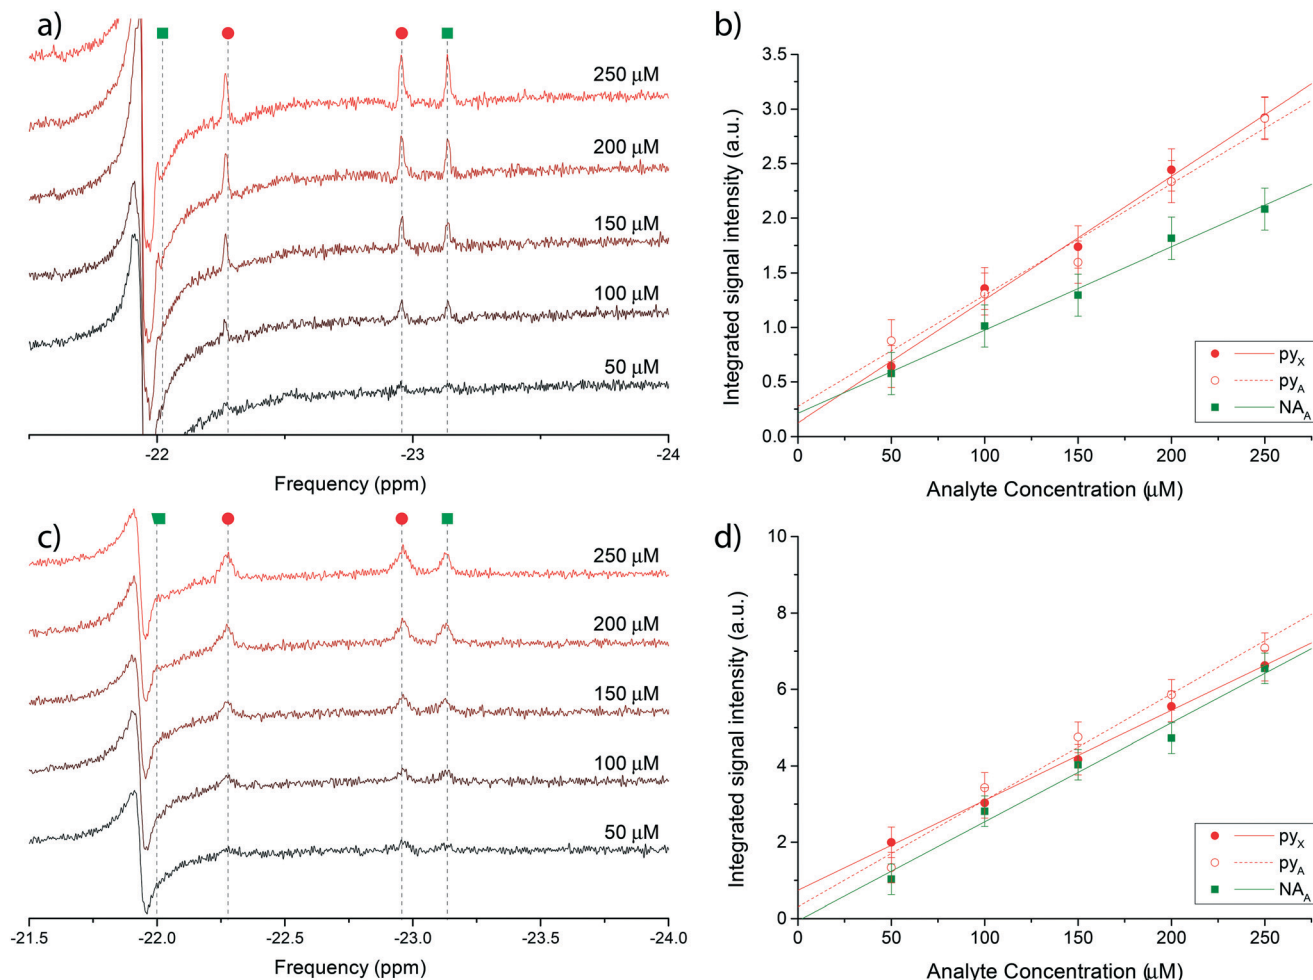 a)
250 μM
200 μM
150 μM
100 μM
50 μM
-22
-23
-24
Frequency (ppm)
b)
3.5
3.0
2.5
2.0
1.5
1.0
0.5
0.0
Integrated signal intensity (a.u.)
pyX
pyA
NAA
0 50 100 150 200 250
Analyte Concentration (μM)
c)
250 μM
200 μM
150 μM
100 μM
50 μM
-21.5 -22.0 -22.5 -23.0 -23.5 -24.0
Frequency (ppm)
d)
10
8
6
4
2
0
Integrated signal intensity (a.u.)
pyX
pyA
NAA
0 50 100 150 200 250
Analyte Concentration (μM)